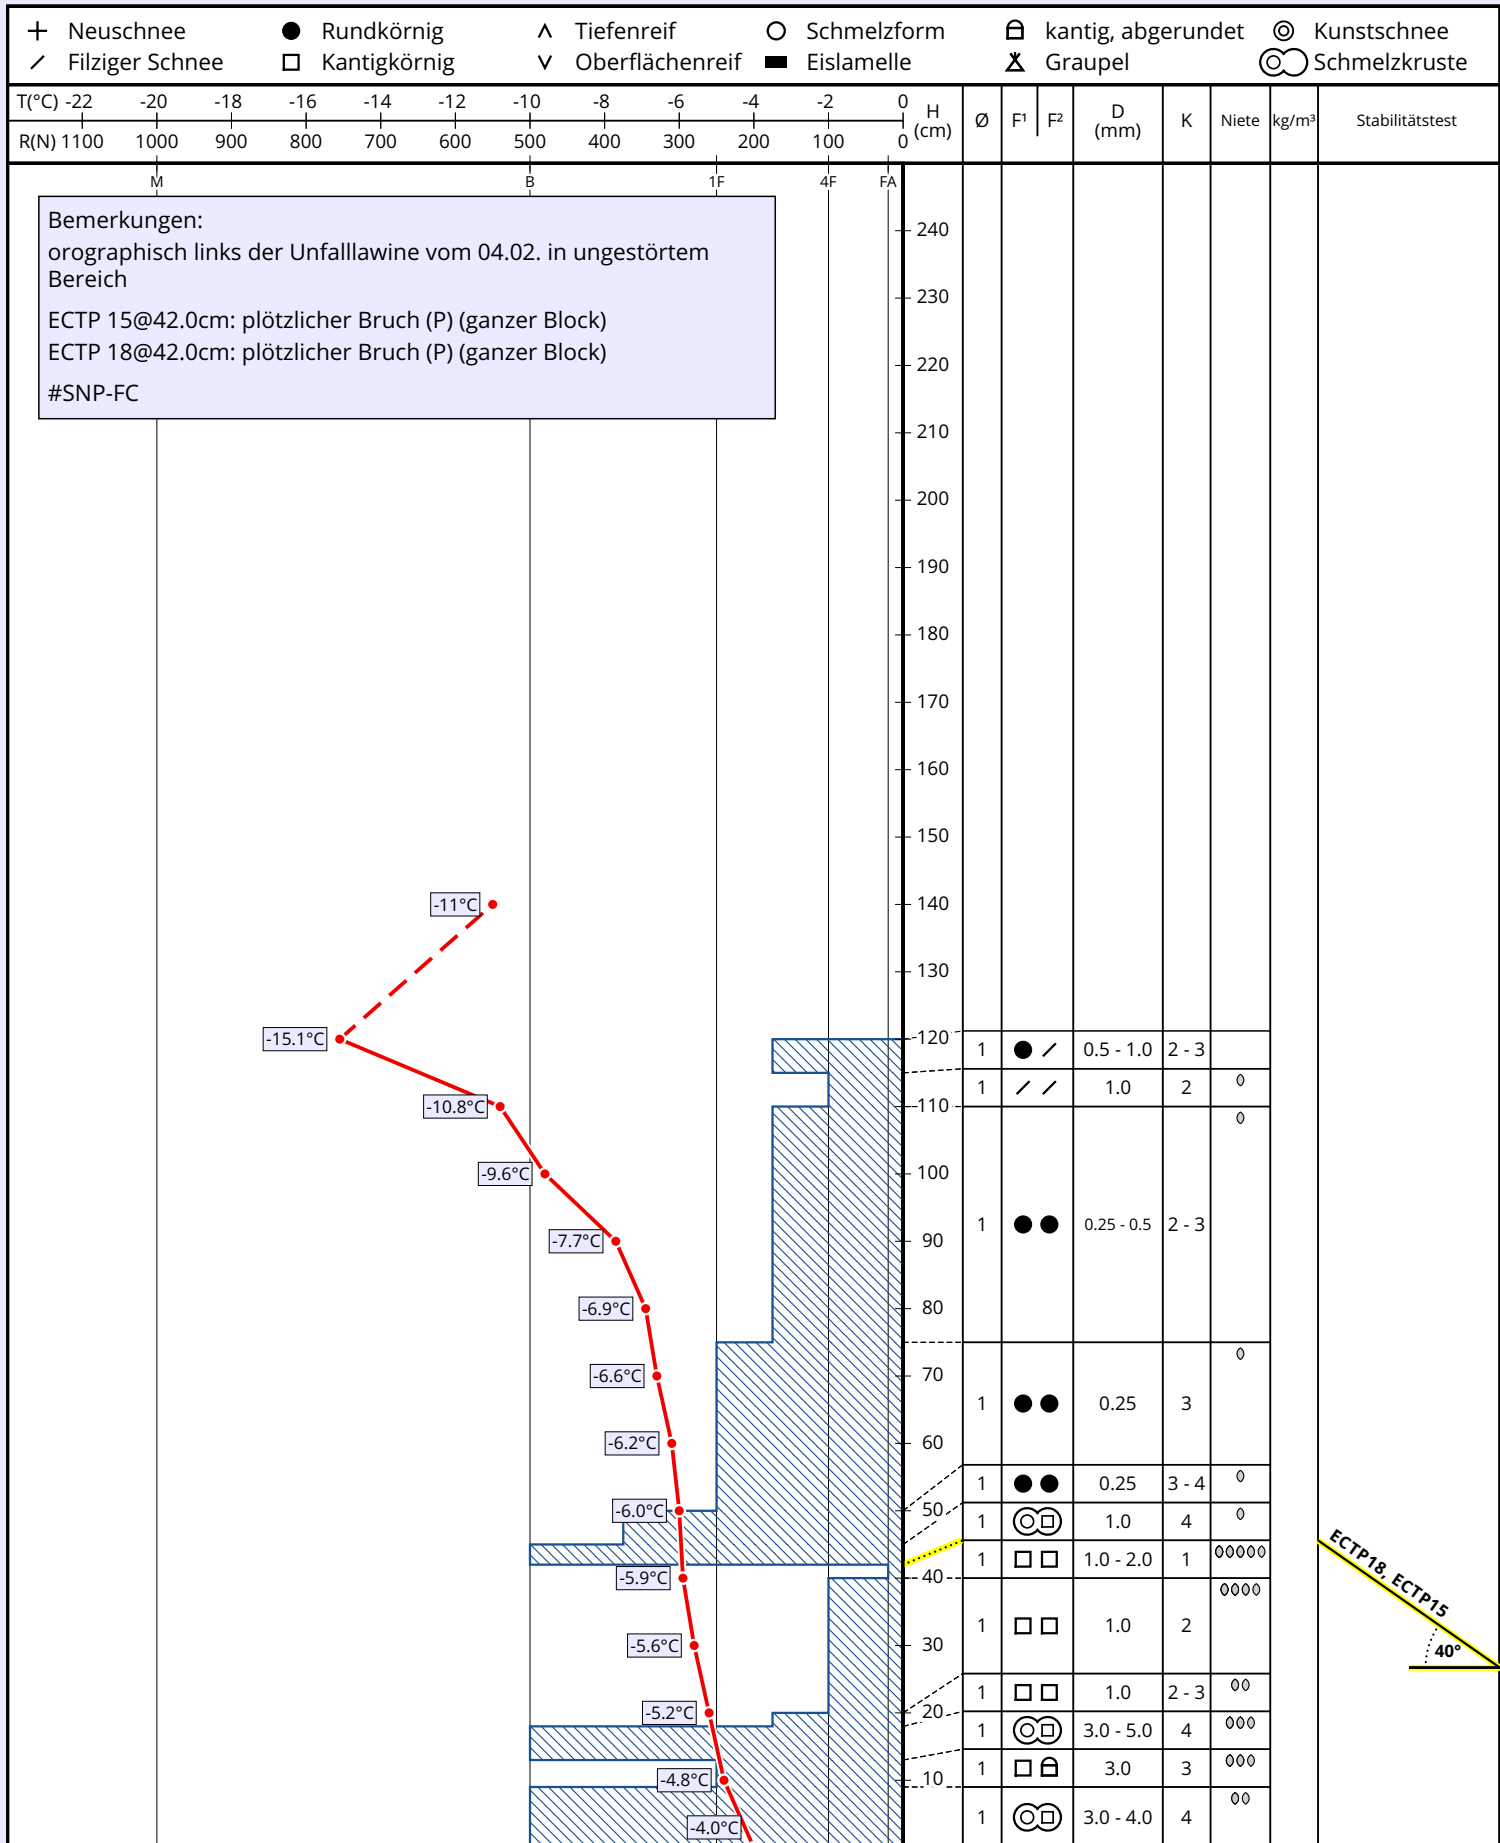 Neuschnee Rundkörnig Tiefenreif Schmelzform kantig, abgerundet Kunstschnee
Filziger Schnee Kantigkörnig Oberflächenreif Eislamelle Graupel Schmelzkruste
T(°C) -22 -20 -18 -16 -14 -12 -10 -8 -6 -4 -2 0
R(N) 1100 1000 900 800 700 600 500 400 300 200 100 0
H (cm) Ø F¹ F² D (mm) K Niete kg/m³ Stabilitätstest
M B 1F 4F FA
Bemerkungen:
orographisch links der Unfalllawine vom 04.02. in ungestörtem
Bereich
ECTP 15@42.0cm: plötzlicher Bruch (P) (ganzer Block)
ECTP 18@42.0cm: plötzlicher Bruch (P) (ganzer Block)
#SNP-FC
240
230
220
210
200
190
180
170
160
150
-11°C 140
130
-15.1°C 120
1 0.5 - 1.0 2 - 3
1 1.0 2
-10.8°C 110
-9.6°C 100
1 0.25 - 0.5 2 - 3
-7.7°C 90
-6.9°C 80
-6.6°C 70
1 0.25 3
-6.2°C 60
1 0.25 3 - 4
-6.0°C 50
1 1.0 4
1 1.0 - 2.0 1
-5.9°C 40
ECTP18, ECTP15
1 1.0 2
-5.6°C 30
40°
1 1.0 2 - 3
-5.2°C 20
1 3.0 - 5.0 4
1 3.0 3
-4.8°C 10
1 3.0 - 4.0 4
-4.0°C